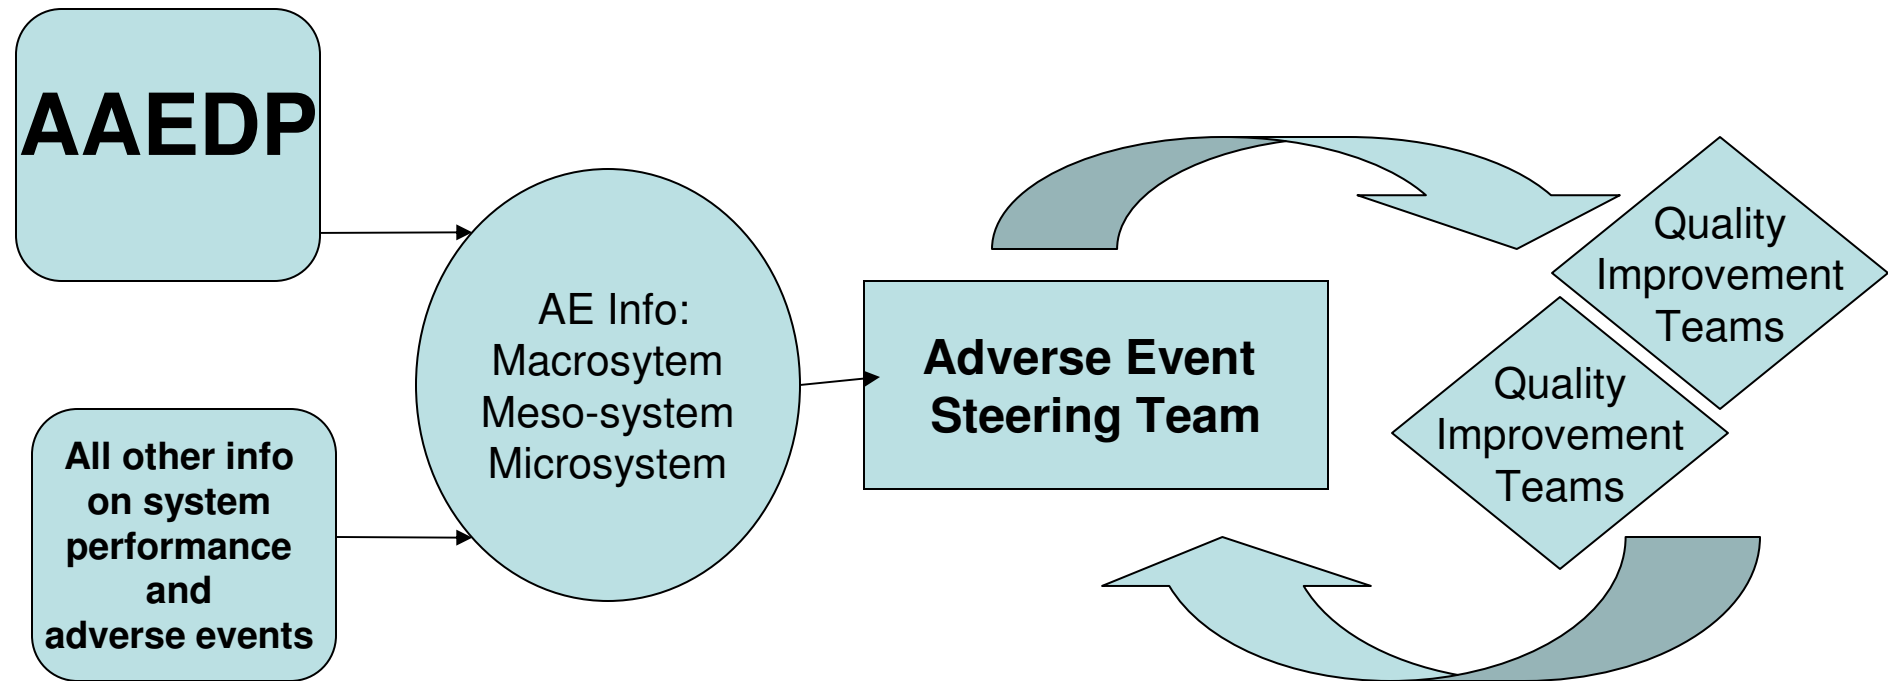 AAEDP
All other info
on system
performance
and
adverse events
AE Info:
Macrosytem
Meso-system
Microsystem
Adverse Event
Steering Team
Quality
Improvement
Teams
Quality
Improvement
Teams